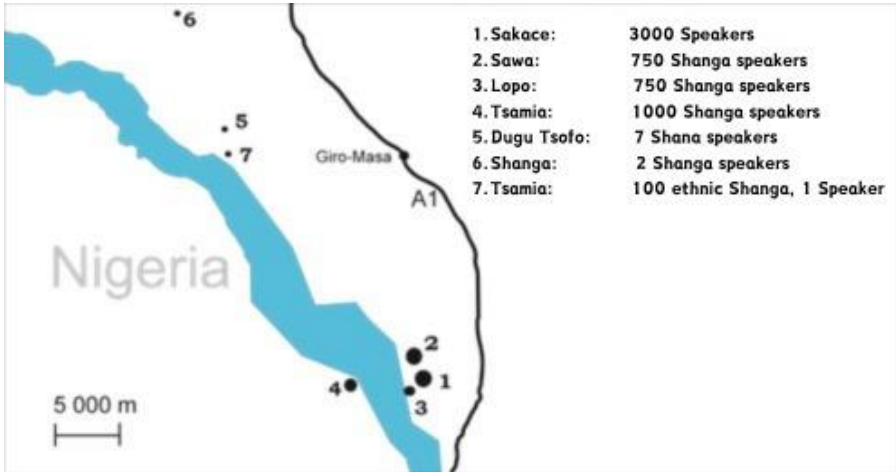 6
1. Sakace: 3000 Speakers
2. Sawa: 750 Shanga speakers
3. Lopo: 750 Shanga speakers
4. Tsamia: 1000 Shanga speakers
5. Dugu Tsofo: 7 Shana speakers
6. Shanga: 2 Shanga speakers
7. Tsamia: 100 ethnic Shanga, 1 Speaker
5
7
Giro-Masa
A1
Nigeria
2
1
4
3
5 000 m